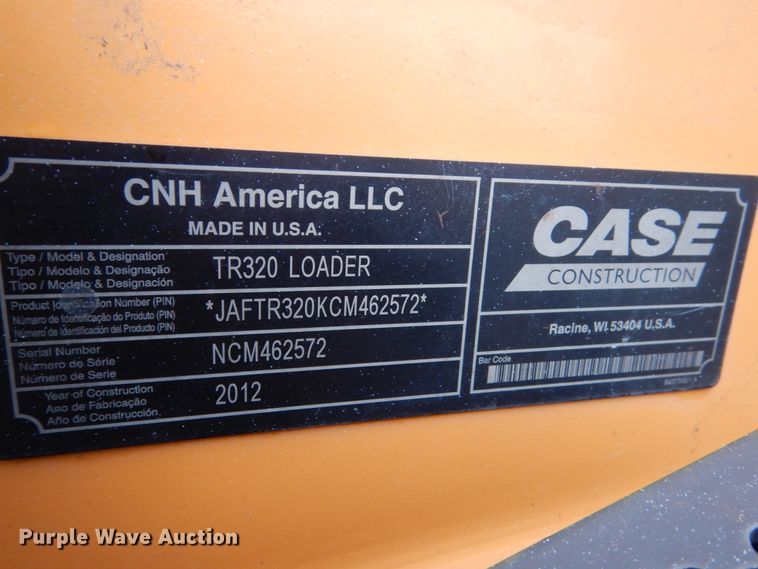 CNH America LLC
MADE IN U.S.A.
Type / Model & Designation
Tipo / Modelo & Designação
Tipo / Modelo & Designación
TR320 LOADER
Product Identification Number (PIN)
Número de Identificação do Produto (PIN)
Número de Identificación del Producto (PIN)
*JAFTR320KCM462572*
Serial Number
Número de Série
Número de Serie
NCM462572
Year of Construction
Ano de Fabricação
Año de Construcción
2012
CASE
CONSTRUCTION
Racine, WI 53404 U.S.A.
Bar Code
Purple Wave Auction